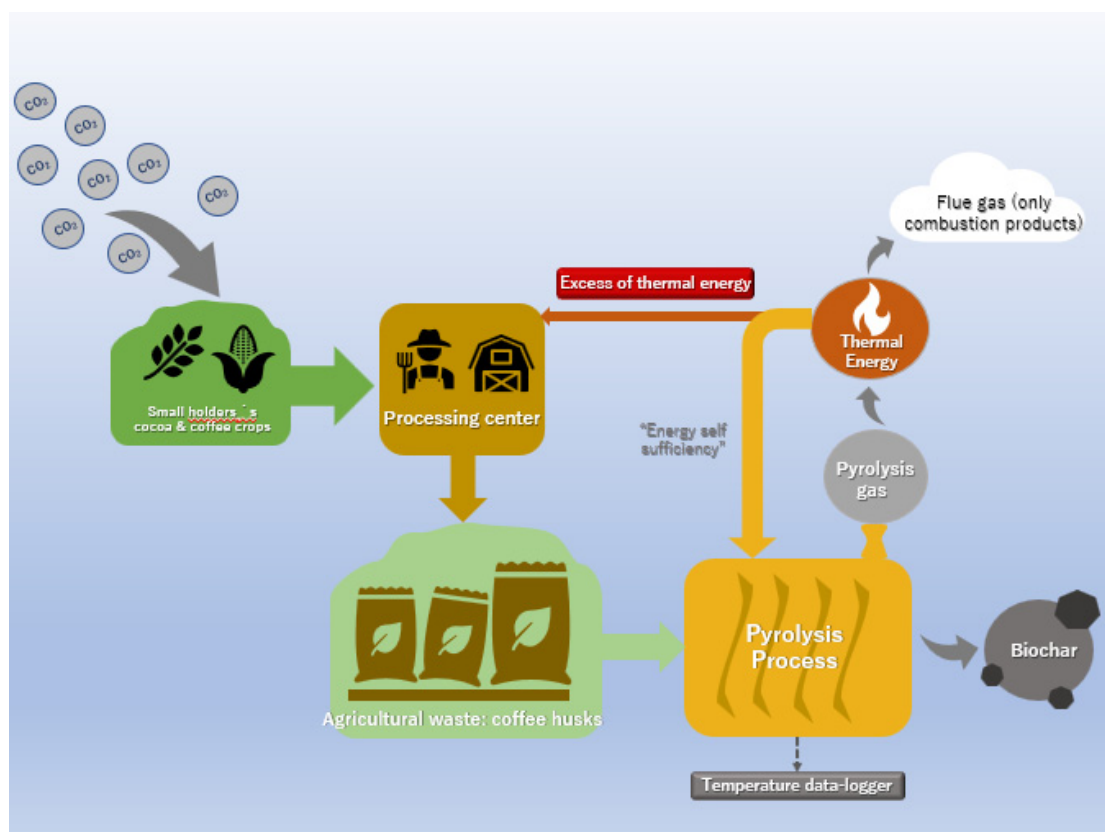 CO₂
CO₂
CO₂
CO₂
CO₂
CO₂
CO₂
CO₂
Flue gas (only
combustion products)
Excess of thermal energy
Thermal
Energy
Small holders´s
cocoa & coffee crops
Processing center
"Energy self
sufficiency"
Pyrolysis
gas
Pyrolysis
Process
Biochar
Agricultural waste: coffee husks
Temperature data-logger